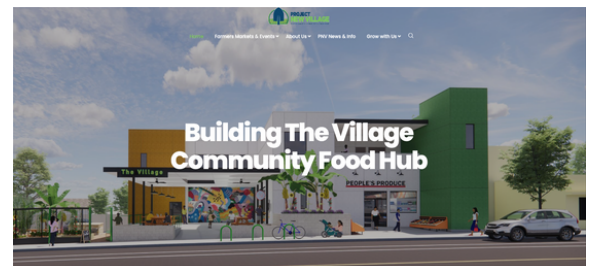 PROJECT
NEW VILLAGE
Home Farmers Markets & Events About Us PNV News & Info Grow with Us
Building The Village
Community Food Hub
The Village
PEOPLE'S PRODUCE